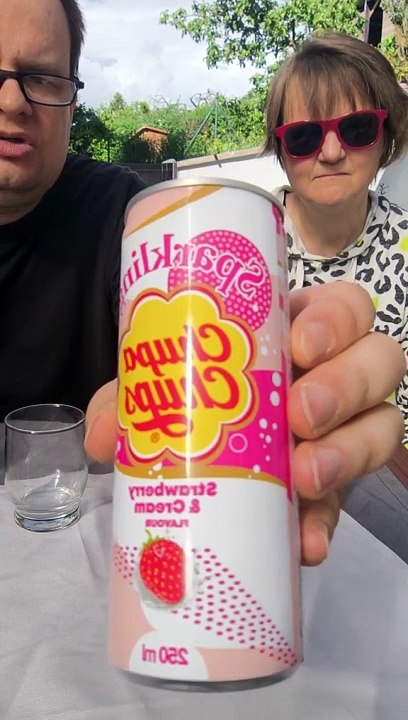 Sparkling
Chupa
Chups
®
Strawberry
& Cream
FLAVOUR
250 ml